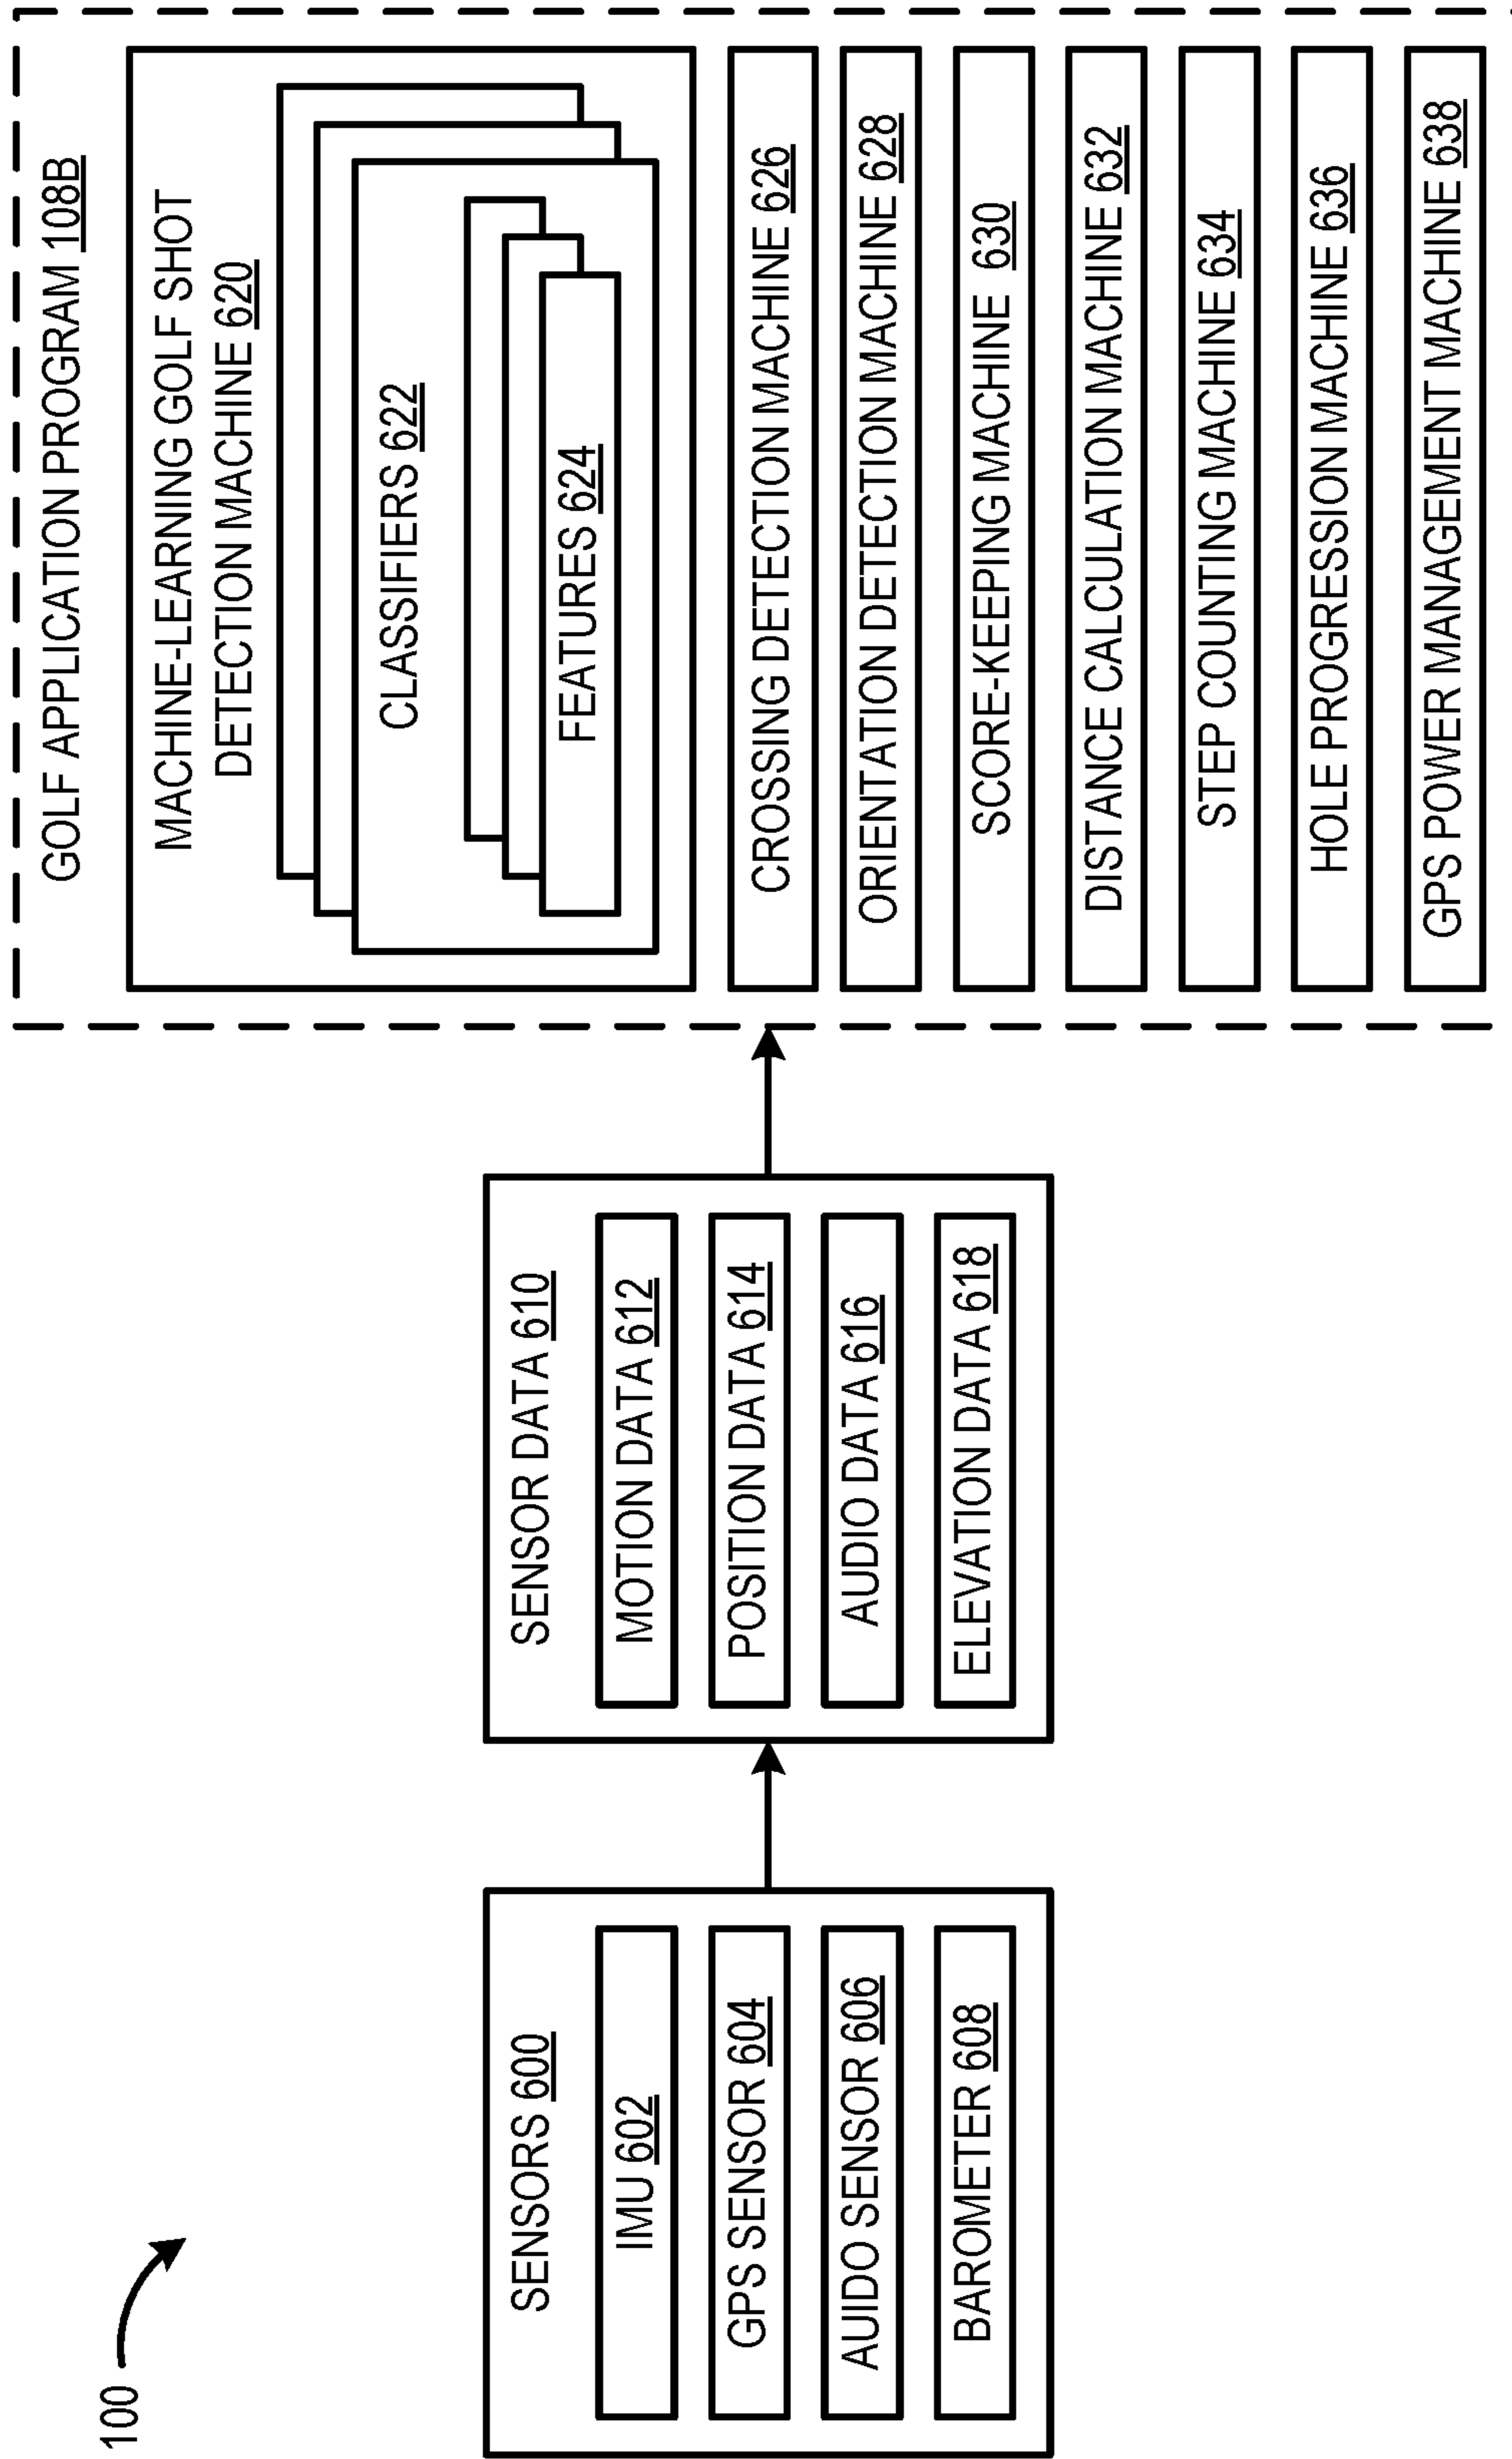 100
SENSORS 600
IMU 602
GPS SENSOR 604
AUIDO SENSOR 606
BAROMETER 608
SENSOR DATA 610
MOTION DATA 612
POSITION DATA 614
AUDIO DATA 616
ELEVATION DATA 618
GOLF APPLICATION PROGRAM 108B
MACHINE-LEARNING GOLF SHOT
DETECTION MACHINE 620
CLASSIFIERS 622
FEATURES 624
CROSSING DETECTION MACHINE 626
ORIENTATION DETECTION MACHINE 628
SCORE-KEEPING MACHINE 630
DISTANCE CALCULATION MACHINE 632
STEP COUNTING MACHINE 634
HOLE PROGRESSION MACHINE 636
GPS POWER MANAGEMENT MACHINE 638